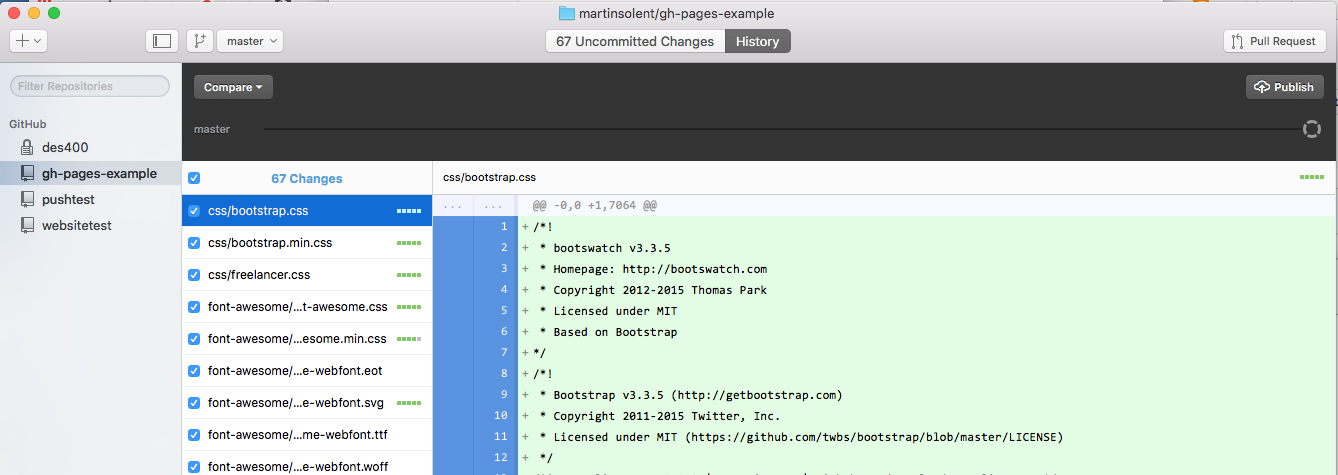 martinsolent/gh-pages-example
master
67 Uncommitted Changes
History
Pull Request
Filter Repositories
GitHub
des400
gh-pages-example
pushtest
websitetest
Compare
Publish
master
67 Changes
css/bootstrap.css
css/bootstrap.min.css
css/freelancer.css
font-awesome/...t-awesome.css
font-awesome/...esome.min.css
font-awesome/...e-webfont.eot
font-awesome/...e-webfont.svg
font-awesome/...me-webfont.ttf
font-awesome/...e-webfont.woff
css/bootstrap.css
... ... @@ -0,0 +1,7064 @@
1 + /*!
2 + * bootswatch v3.3.5
3 + * Homepage: http://bootswatch.com
4 + * Copyright 2012-2015 Thomas Park
5 + * Licensed under MIT
6 + * Based on Bootstrap
7 + */
8 + /*!
9 + * Bootstrap v3.3.5 (http://getbootstrap.com)
10 + * Copyright 2011-2015 Twitter, Inc.
11 + * Licensed under MIT (https://github.com/twbs/bootstrap/blob/master/LICENSE)
12 + */